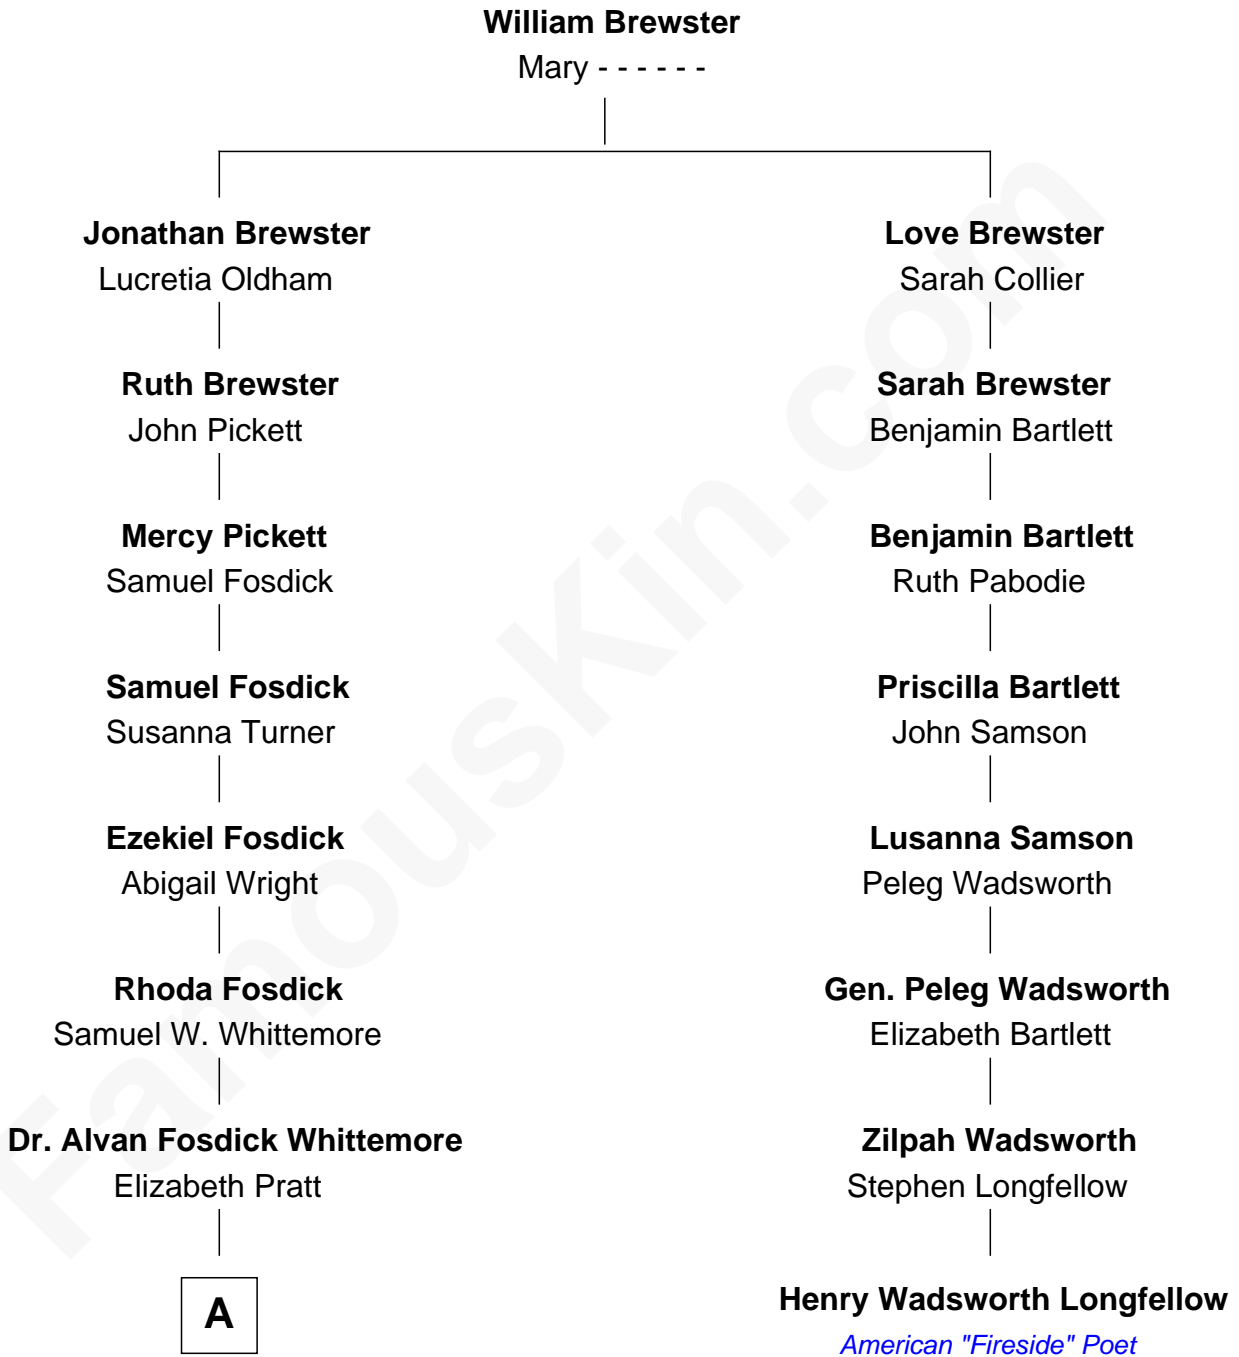 William Brewster
Mary - - - - - -
Jonathan Brewster
Lucretia Oldham
Love Brewster
Sarah Collier
Ruth Brewster
John Pickett
Sarah Brewster
Benjamin Bartlett
Mercy Pickett
Samuel Fosdick
Benjamin Bartlett
Ruth Pabodie
Samuel Fosdick
Susanna Turner
Priscilla Bartlett
John Samson
Ezekiel Fosdick
Abigail Wright
Lusanna Samson
Peleg Wadsworth
Rhoda Fosdick
Samuel W. Whittemore
Gen. Peleg Wadsworth
Elizabeth Bartlett
Dr. Alvan Fosdick Whittemore
Elizabeth Pratt
Zilpah Wadsworth
Stephen Longfellow
A
Henry Wadsworth Longfellow
American "Fireside" Poet
FamousKin.com